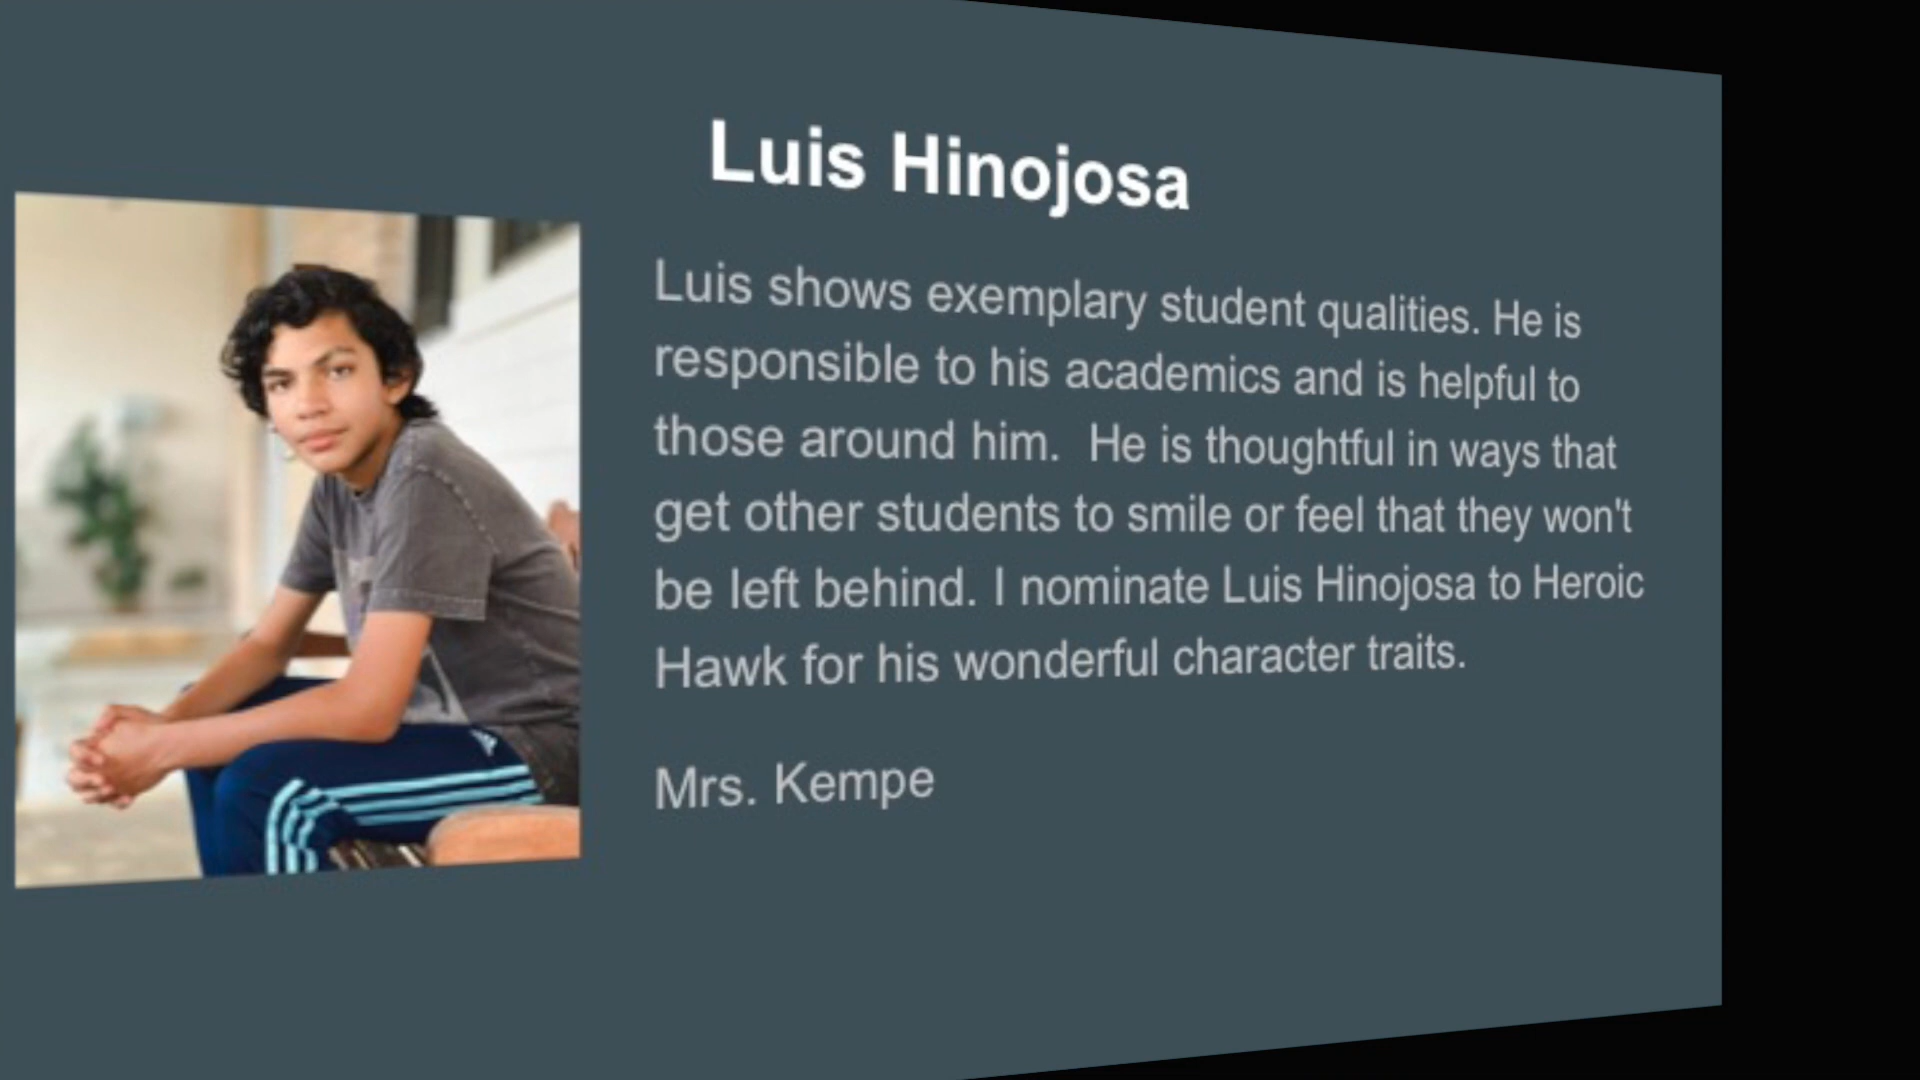 Luis Hinojosa
Luis shows exemplary student qualities. He is
responsible to his academics and is helpful to
those around him.  He is thoughtful in ways that
get other students to smile or feel that they won't
be left behind. I nominate Luis Hinojosa to Heroic
Hawk for his wonderful character traits.
Mrs. Kempe